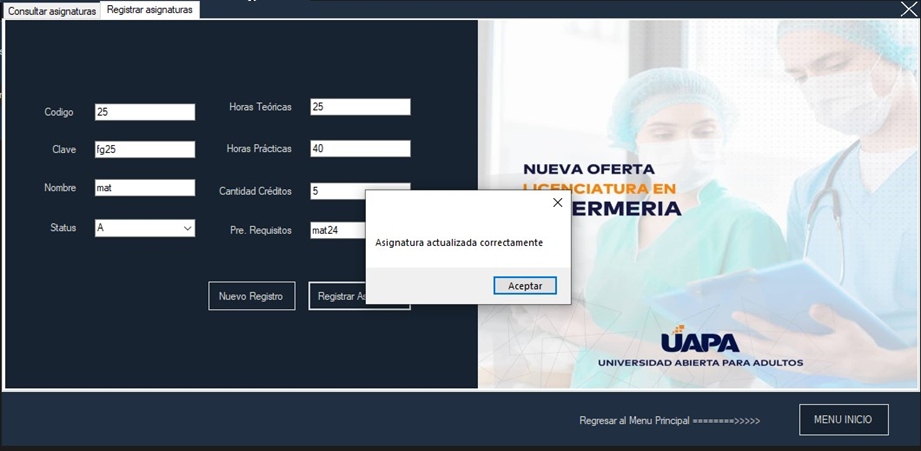 Consultar asignaturas
Registrar asignaturas
Codigo
25
Clave
fg25
Nombre
mat
Status
A
Horas Teóricas
25
Horas Prácticas
40
Cantidad Créditos
5
Pre. Requisitos
mat24
Nuevo Registro
Registrar As
Asignatura actualizada correctamente
Aceptar
NUEVA OFERTA
LICENCIATURA EN
ERMERIA
UAPA
UNIVERSIDAD ABIERTA PARA ADULTOS
Regresar al Menu Principal ========>>>>>
MENU INICIO